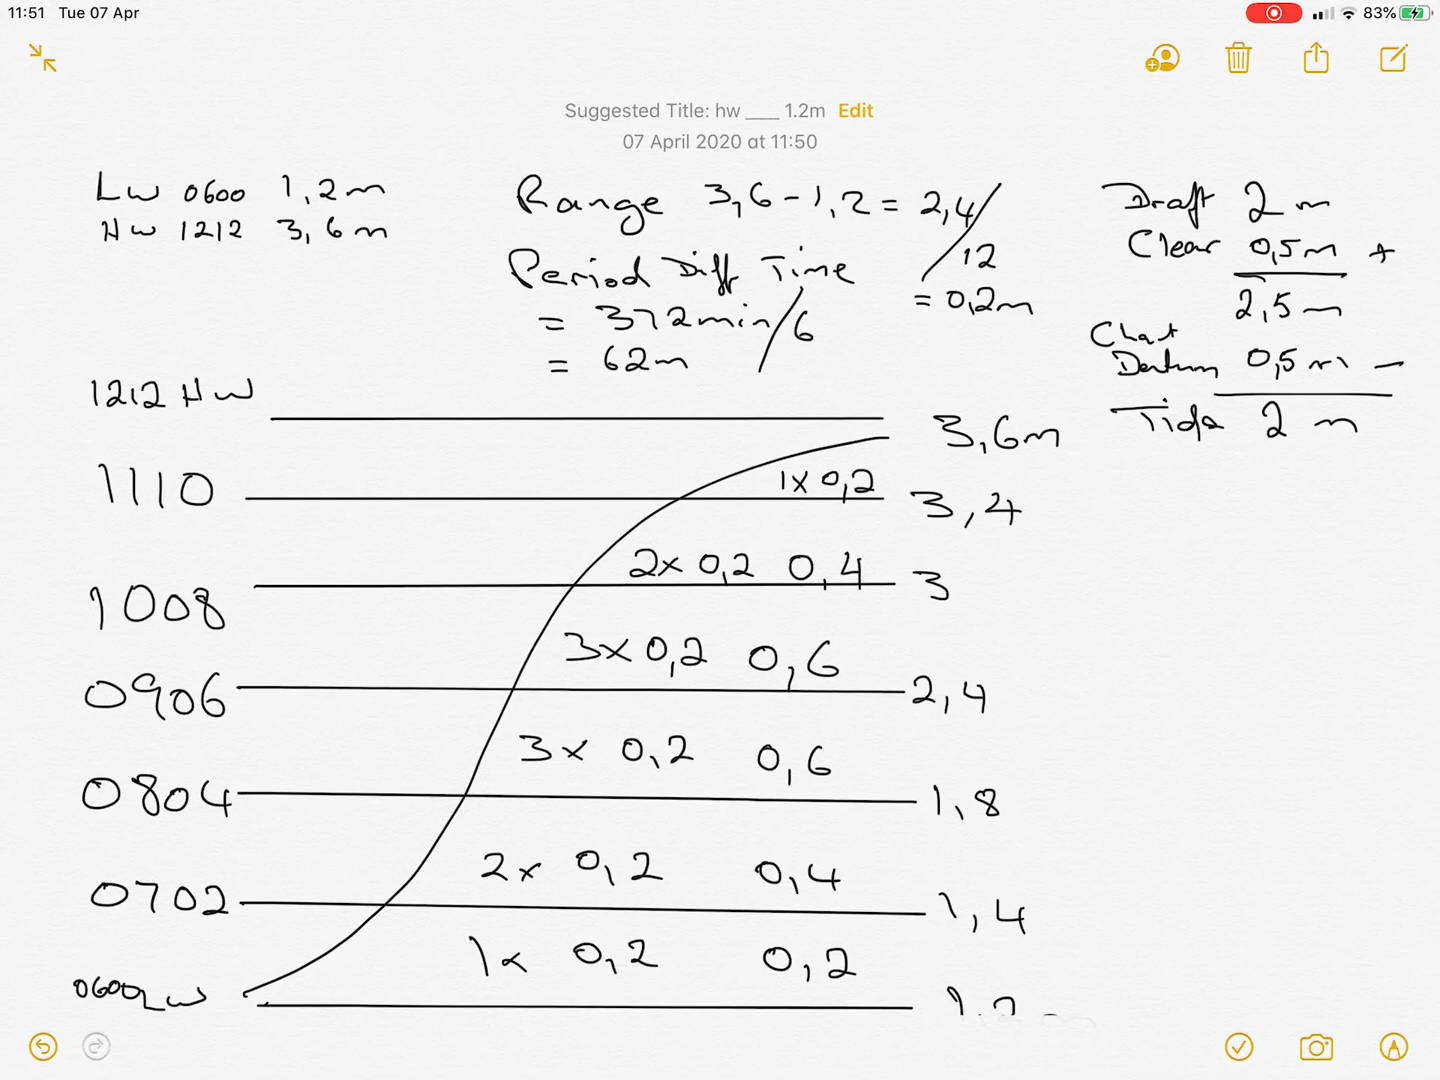 11:51 Tue 07 Apr
83%
Suggested Title: hw ___ 1.2m Edit
07 April 2020 at 11:50
LW 0600 1,2m
HW 1212 3,6m
Range 3,6-1,2 = 2,4/12
= 0,2m
Period Diff Time
= 372min/6
= 62m
Draft 2m
Clear 0,5m +
2,5m
Chart
Datum 0,5m -
Tide 2m
1212 HW
3,6m
1x0,2
1110
3,4
2x 0,2 0,4
1008
3
3x0,2 0,6
0906
2,4
3x 0,2 0,6
0804
1,8
2x 0,2 0,4
0702
1,4
1x 0,2 0,2
0600LW
1,2